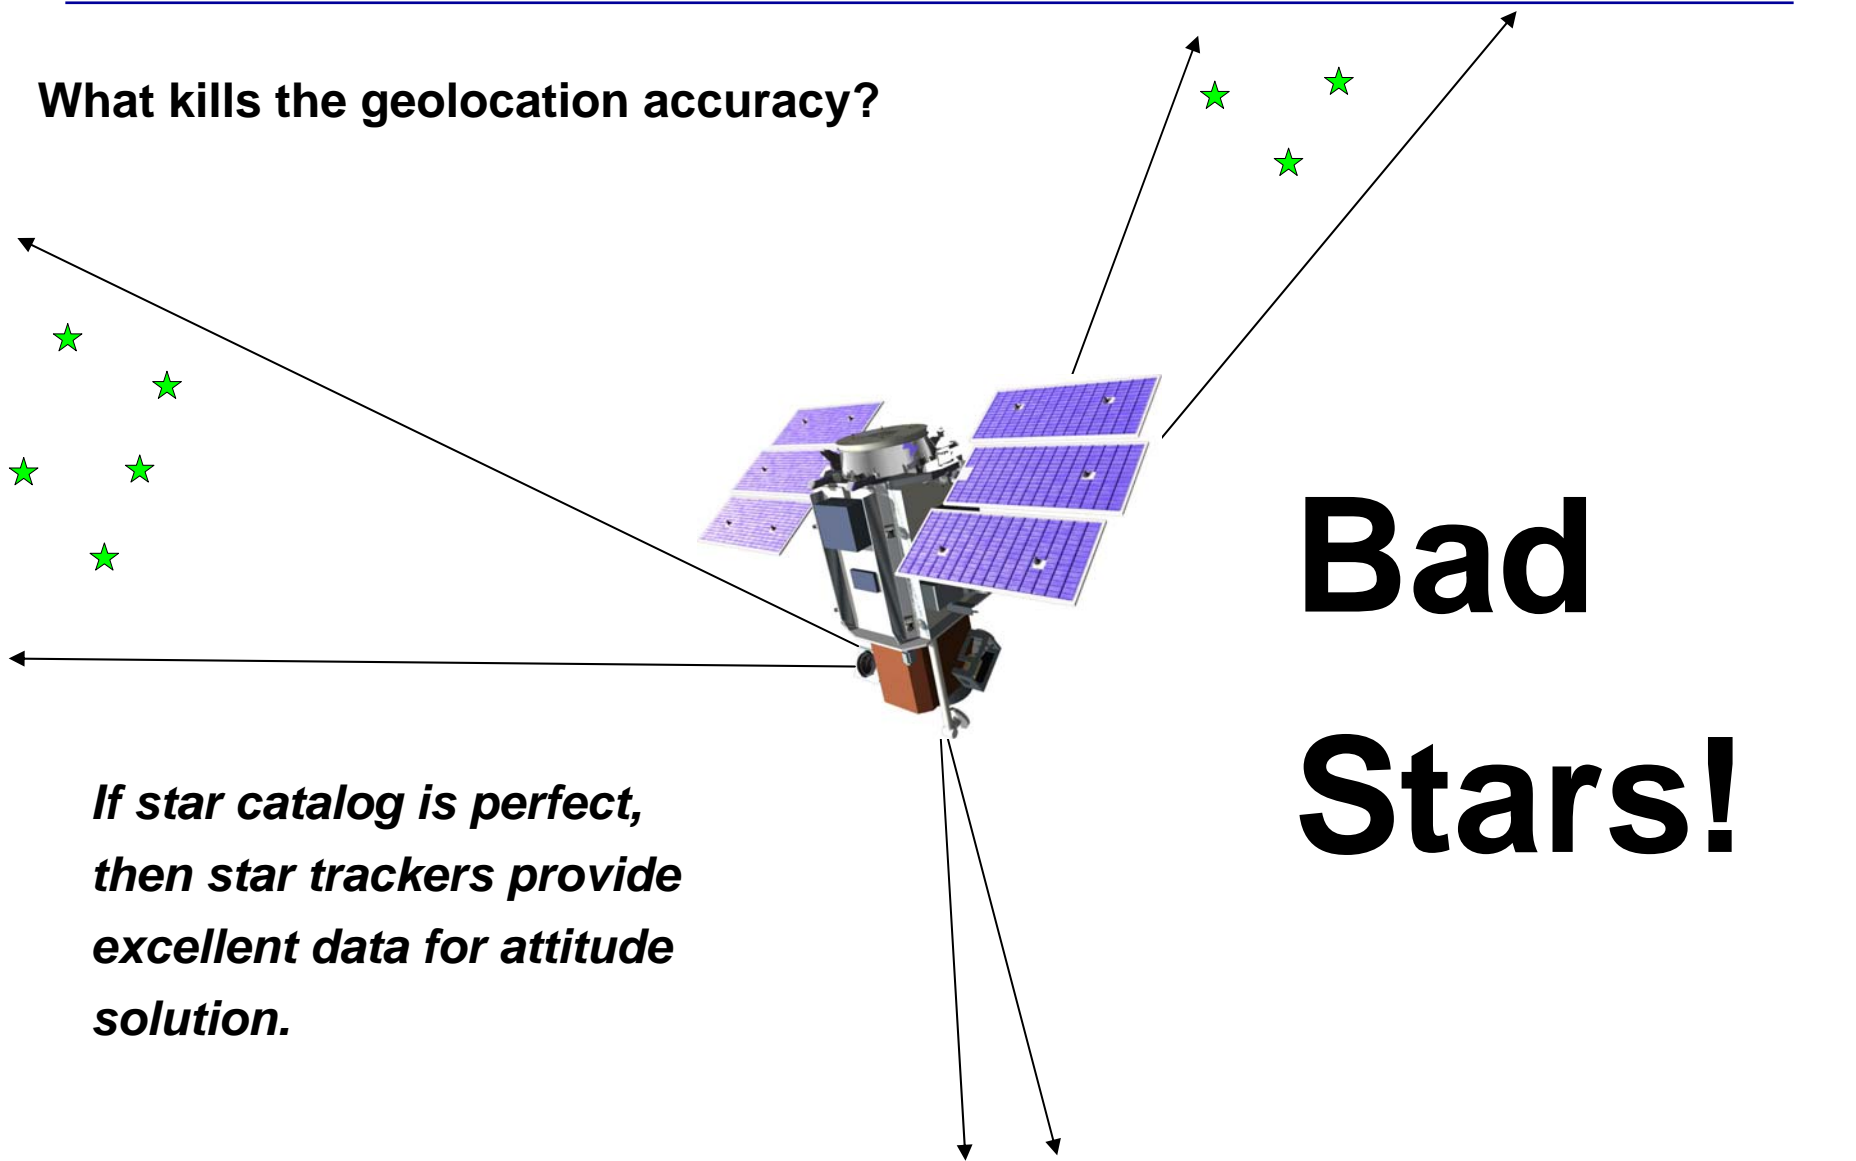 What kills the geolocation accuracy?
Bad
Stars!
If star catalog is perfect,
then star trackers provide
excellent data for attitude
solution.